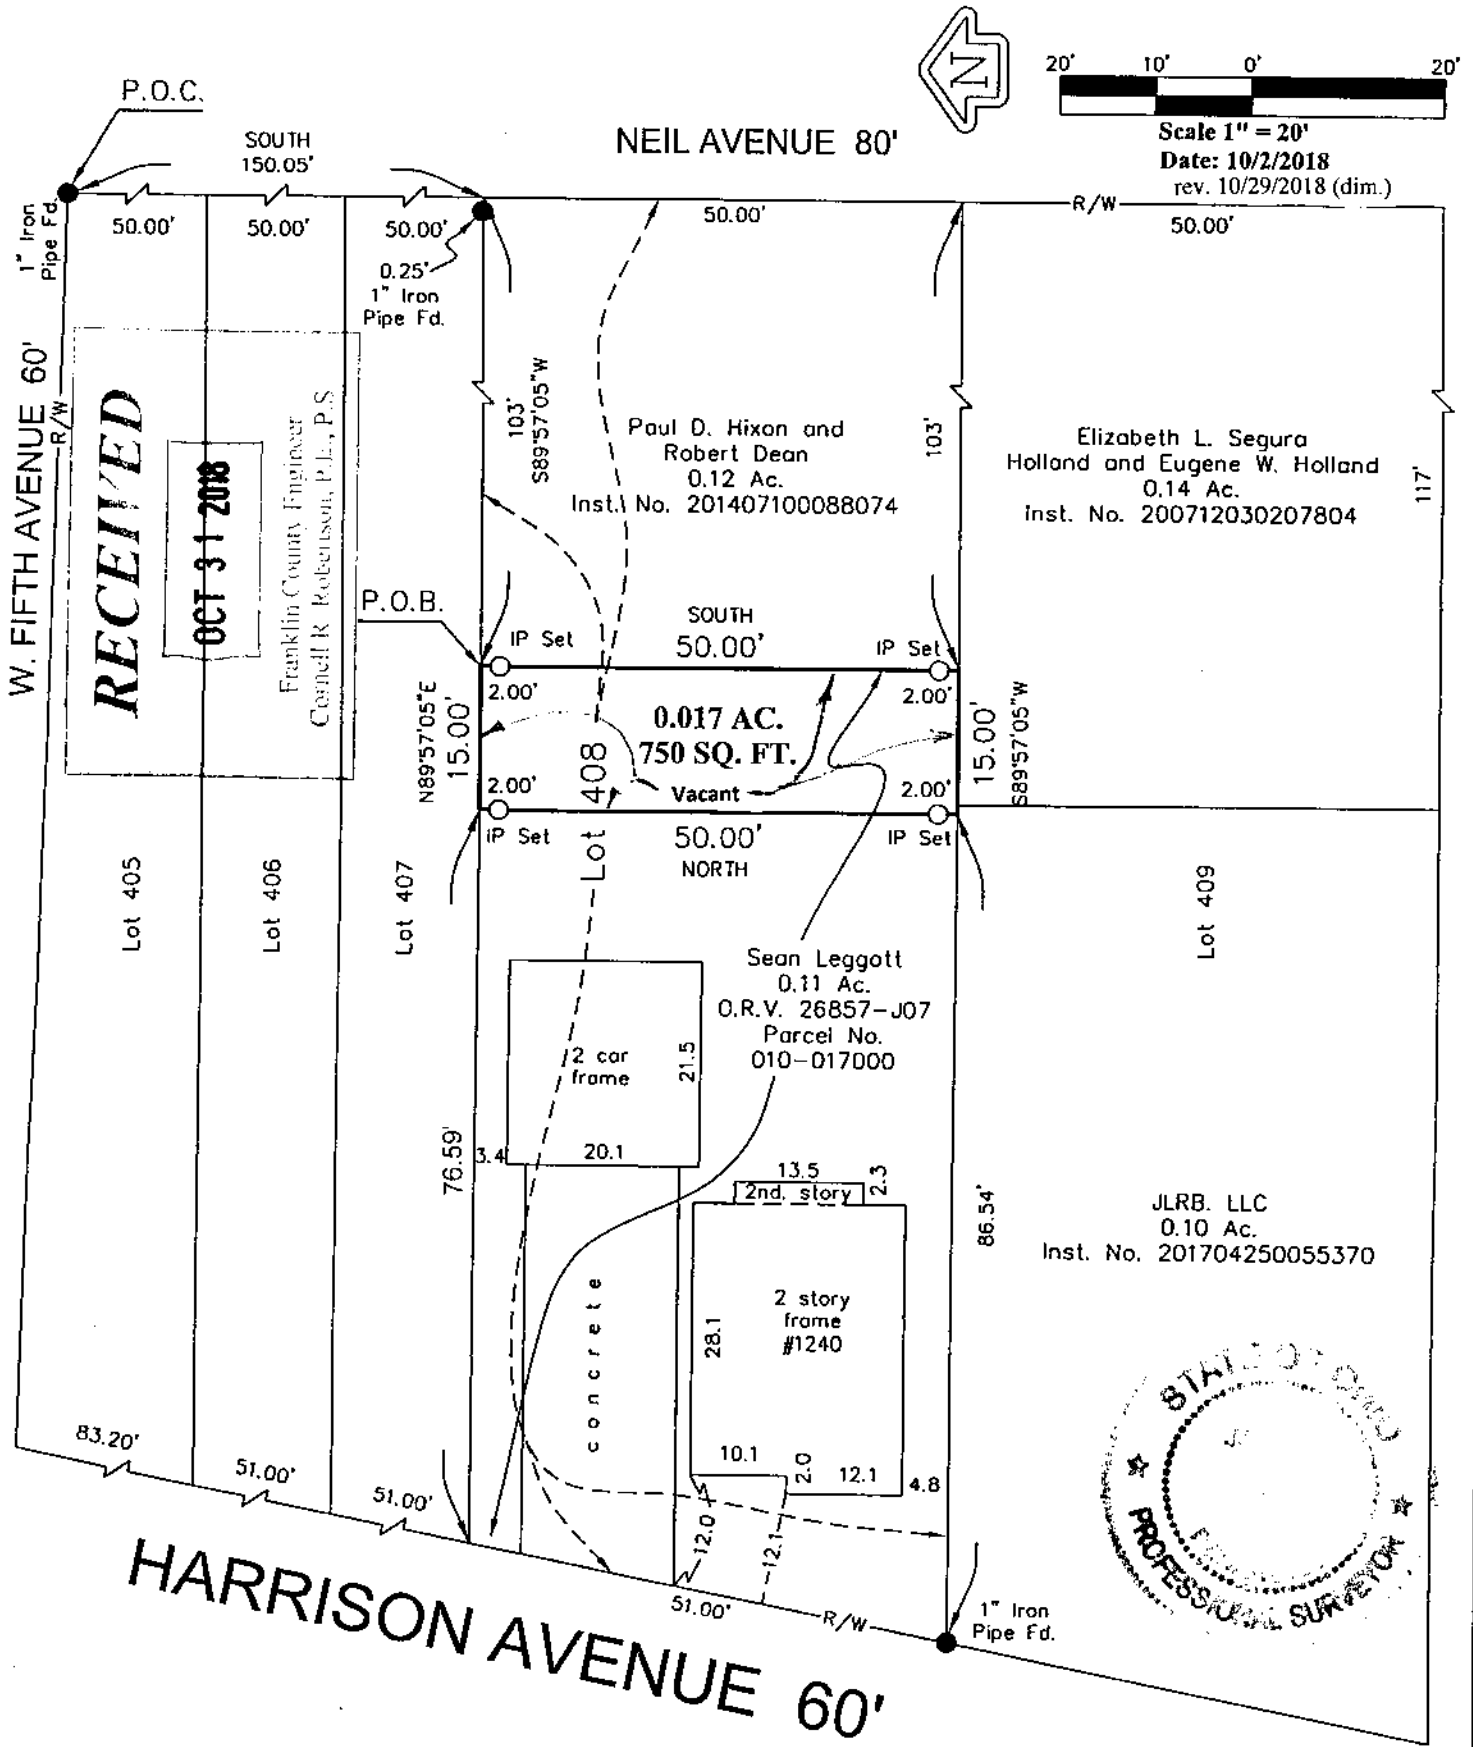 P.O.C.
SOUTH
150.05'
NEIL AVENUE 80'
N
20' 10' 0' 20'
Scale 1" = 20'
Date: 10/2/2018
rev. 10/29/2018 (dim.)
R/W
1" Iron
Pipe Fd.
50.00'
50.00'
50.00'
50.00'
50.00'
0.25'
1" Iron
Pipe Fd.
W. FIFTH AVENUE 60'
R/W
RECEIVED
OCT 31 2018
Franklin County Engineer
Cornell R. Robertson, P.E., P.S.
103'
S89°57'05"W
Paul D. Hixon and
Robert Dean
0.12 Ac.
Inst. No. 201407100088074
103'
Elizabeth L. Segura
Holland and Eugene W. Holland
0.14 Ac.
Inst. No. 200712030207804
117'
P.O.B.
IP Set
SOUTH
50.00'
IP Set
2.00'
2.00'
N89°57'05"E
15.00'
0.017 AC.
750 SQ. FT.
Vacant
15.00'
S89°57'05"W
2.00'
2.00'
IP Set
50.00'
NORTH
IP Set
Lot 405
Lot 406
Lot 407
Lot 408
Lot 409
Sean Leggott
0.11 Ac.
O.R.V. 26857-J07
Parcel No.
010-017000
2 car
frame
21.5
20.1
3.4
76.59'
13.5
2nd. story
2.3
86.54'
JLRB. LLC
0.10 Ac.
Inst. No. 201704250055370
concrete
28.1
2 story
frame
#1240
10.1
2.0
12.1
4.8
12.0
12.1
83.20'
51.00'
51.00'
51.00'
R/W
1" Iron
Pipe Fd.
HARRISON AVENUE 60'
STATE OF OHIO
PROFESSIONAL SURVEYOR